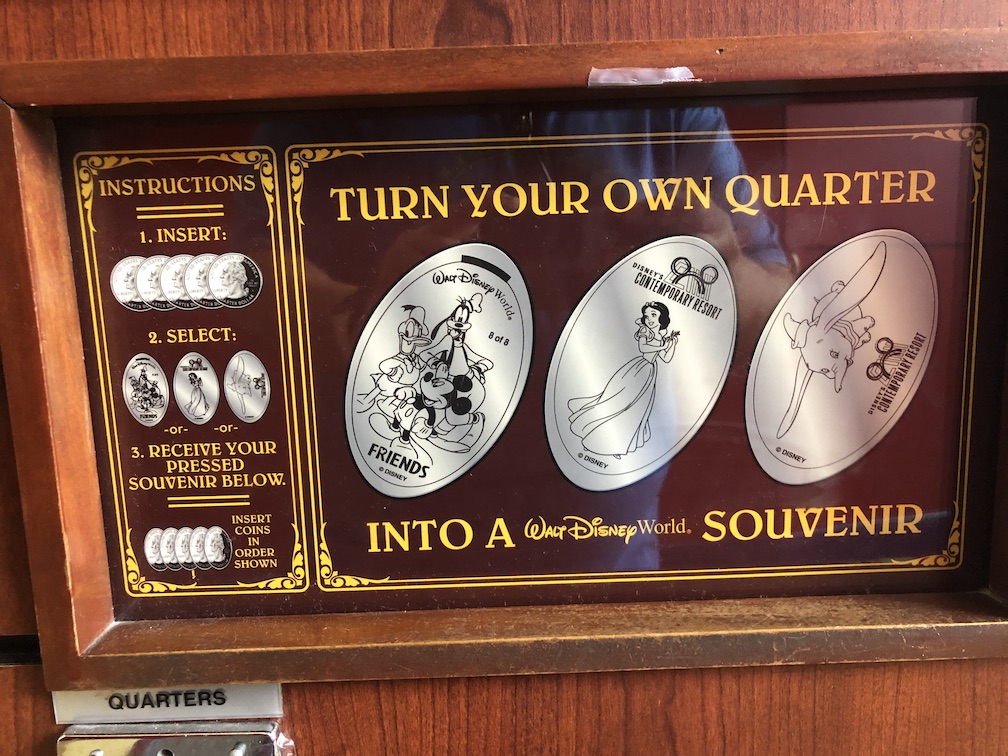 INSTRUCTIONS
1. INSERT:
2. SELECT:
FRIENDS
-or- -or-
3. RECEIVE YOUR
PRESSED
SOUVENIR BELOW.
INSERT
COINS
IN
ORDER
SHOWN
TURN YOUR OWN QUARTER
Walt Disney World®
8 of 8
FRIENDS
© DISNEY
DISNEY'S
CONTEMPORARY RESORT
© DISNEY
DISNEY'S
CONTEMPORARY RESORT
© DISNEY
INTO A Walt Disney World® SOUVENIR
QUARTERS